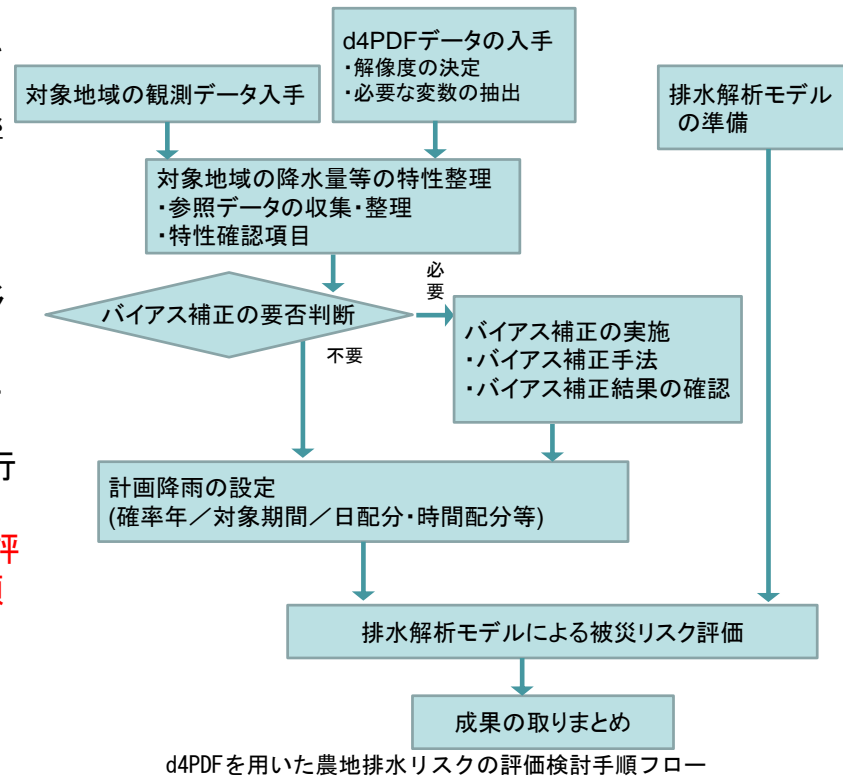 d4PDFデータの入手
・解像度の決定
・必要な変数の抽出
対象地域の観測データ入手
排水解析モデル
の準備
対象地域の降水量等の特性整理
・参照データの収集・整理
・特性確認項目
バイアス補正の要否判断
必
要
不要
バイアス補正の実施
・バイアス補正手法
・バイアス補正結果の確認
行
計画降雨の設定
(確率年／対象期間／日配分・時間配分等)
評
排水解析モデルによる被災リスク評価
成果の取りまとめ
d4PDFを用いた農地排水リスクの評価検討手順フロー